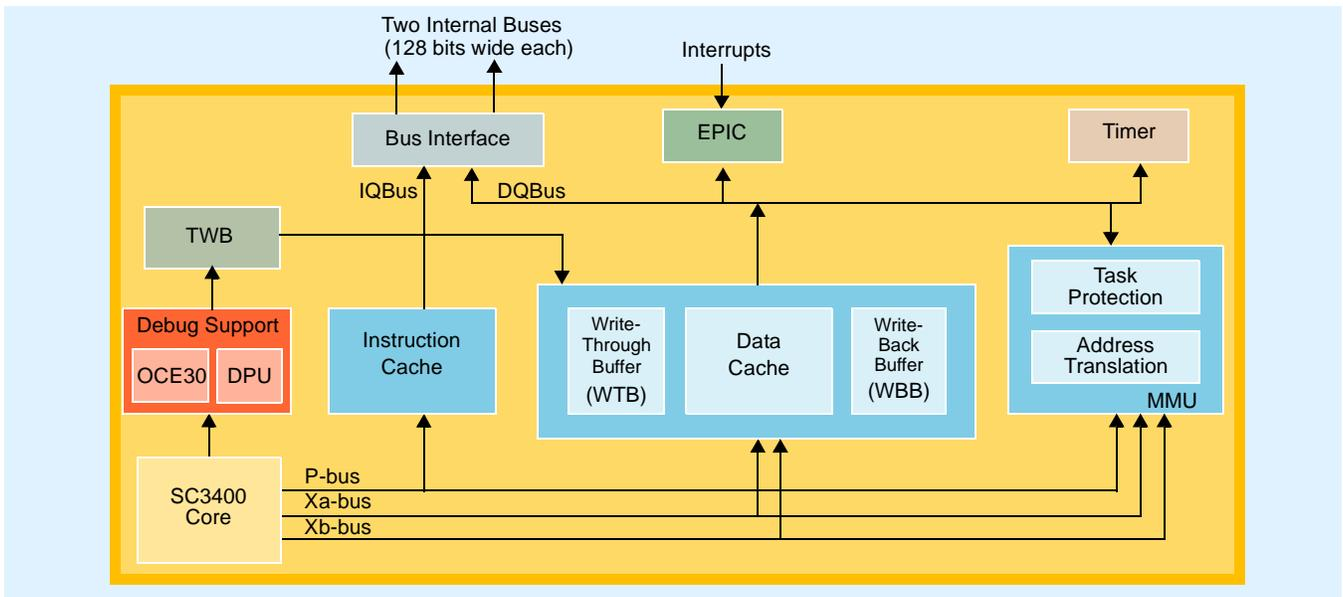 Two Internal Buses
(128 bits wide each)
Interrupts
Bus Interface
EPIC
Timer
IQBus
DQBus
TWB
Task
Protection
Address
Translation
MMU
Debug Support
OCE30
DPU
Instruction
Cache
Write-
Through
Buffer
(WTB)
Data
Cache
Write-
Back
Buffer
(WBB)
SC3400
Core
P-bus
Xa-bus
Xb-bus